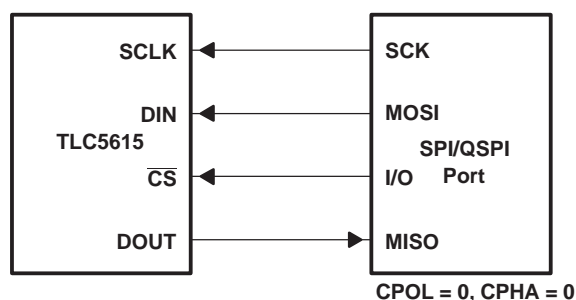 SCLK
SCK
DIN
MOSI
TLC5615
SPI/QSPI
Port
CS
I/O
DOUT
MISO
CPOL = 0, CPHA = 0